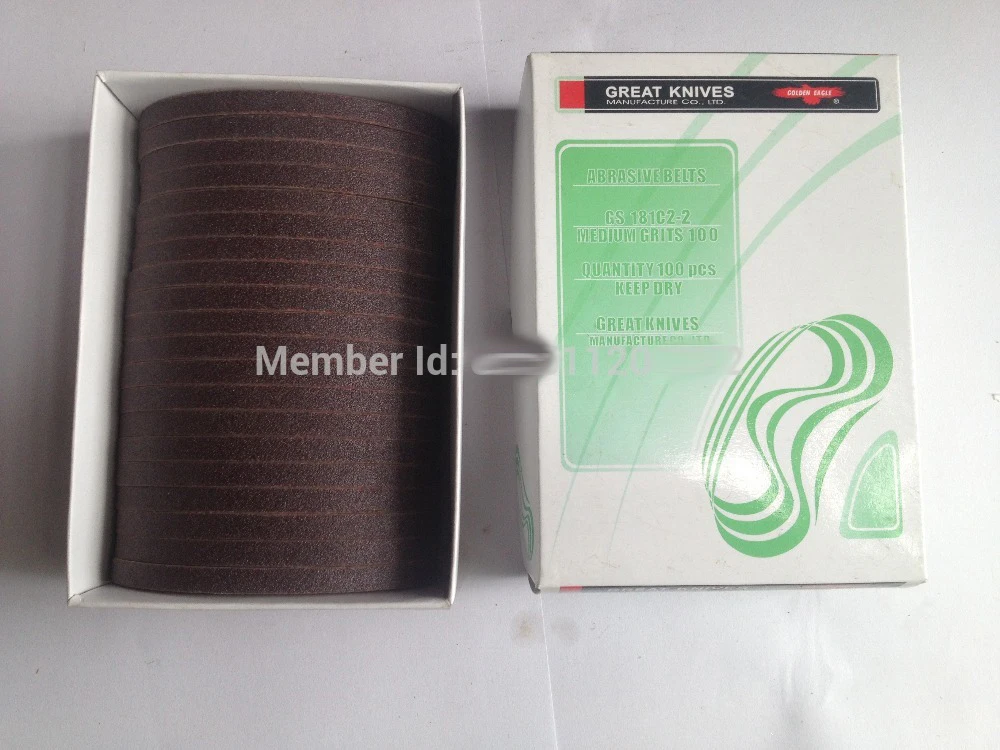 GREAT KNIVES
MANUFACTURE CO., LTD.
GOLDEN EAGLE
®
ABRASIVE BELTS
GS 181C2-2
MEDIUM GRITS 100
QUANTITY 100 pcs
KEEP DRY
GREAT KNIVES
MANUFACTURE CO., LTD.
Member Id: 1120